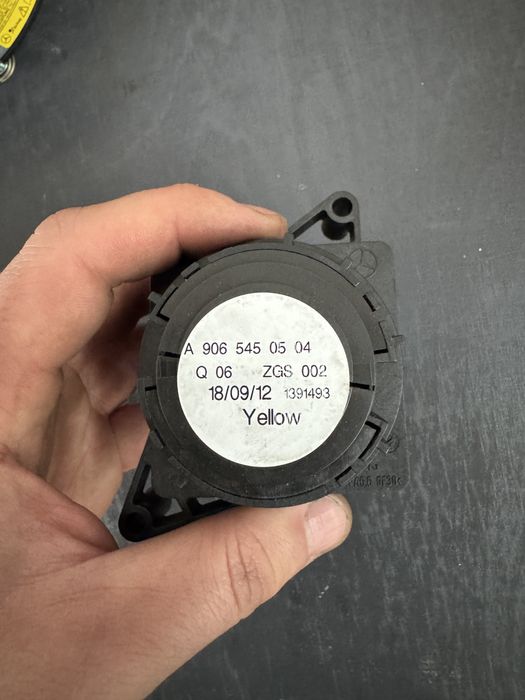 A 906 545 05 04
Q 06 ZGS 002
18/09/12 1391493
Yellow